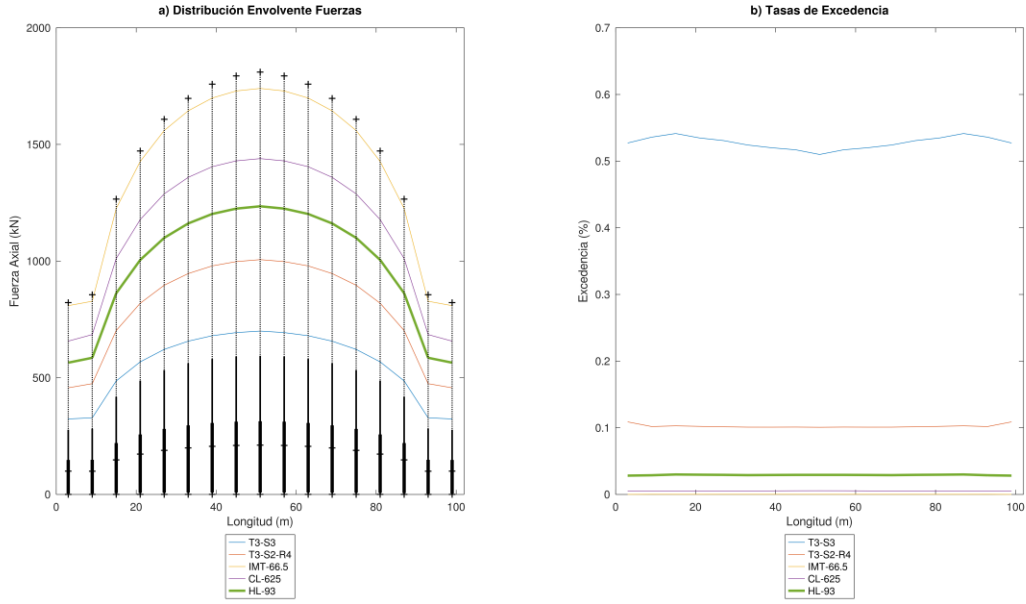 a) Distribución Envolvente Fuerzas
2000
1500
1000
500
0
Fuerza Axial (kN)
0 20 40 60 80 100
Longitud (m)
T3-S3
T3-S2-R4
IMT-66.5
CL-625
HL-93
b) Tasas de Excedencia
0.7
0.6
0.5
0.4
0.3
0.2
0.1
0
Excedencia (%)
0 20 40 60 80 100
Longitud (m)
T3-S3
T3-S2-R4
IMT-66.5
CL-625
HL-93